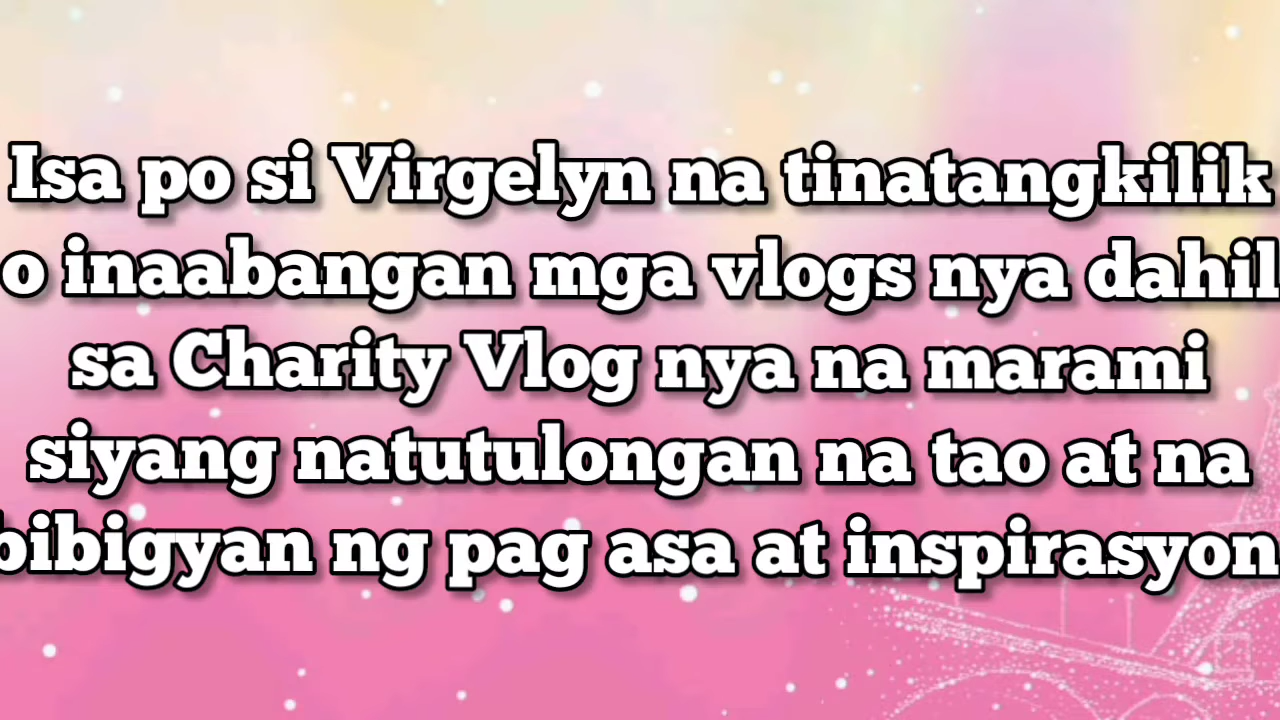 Isa po si Virgelyn na tinatangkilik
o inaabangan mga vlogs nya dahil
sa Charity Vlog nya na marami
siyang natutulongan na tao at na
bibigyan ng pag asa at inspirasyon